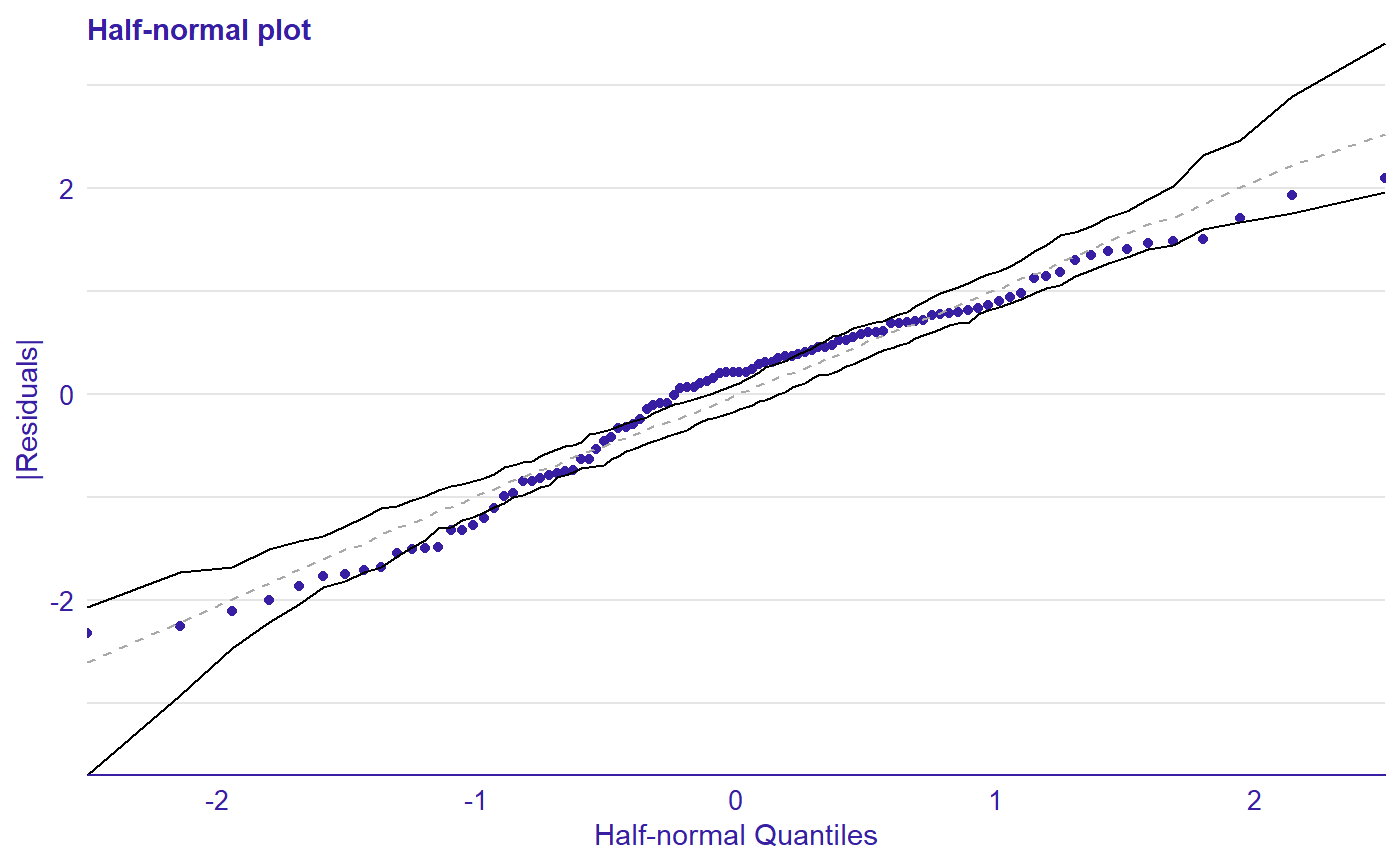 Half-normal plot
2
0
-2
|Residuals|
-2 -1 0 1 2
Half-normal Quantiles